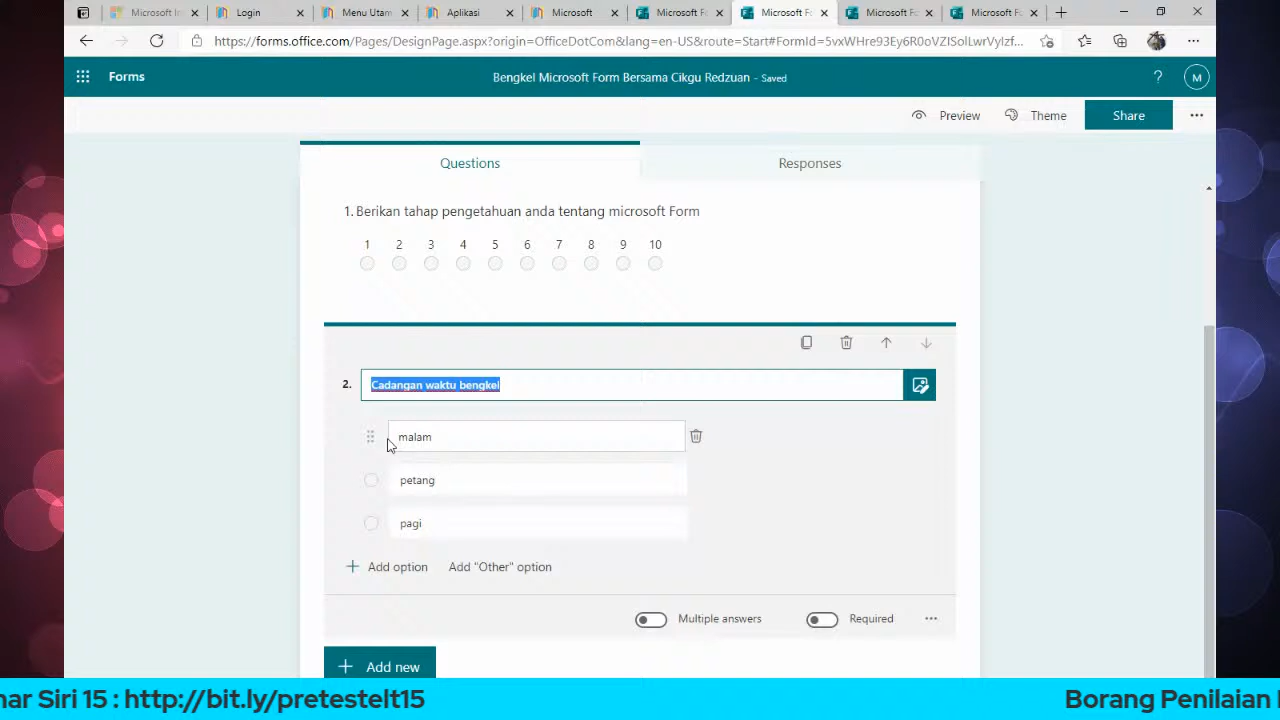 Microsoft In
Login
Menu Utam
Aplikasi
Microsoft
Microsoft F
Microsoft F
Microsoft F
Microsoft F
https://forms.office.com/Pages/DesignPage.aspx?origin=OfficeDotCom&lang=en-US&route=Start#FormId=5vxWHre93Ey6R0oVZISolLwrVyIzf...
Forms
Bengkel Microsoft Form Bersama Cikgu Redzuan - Saved
?
M
Preview
Theme
Share
Questions
Responses
1. Berikan tahap pengetahuan anda tentang microsoft Form
1 2 3 4 5 6 7 8 9 10
2. Cadangan waktu bengkel
malam
petang
pagi
Add option
Add "Other" option
Multiple answers
Required
Add new
nar Siri 15 : http://bit.ly/pretestelt15
Borang Penilaian